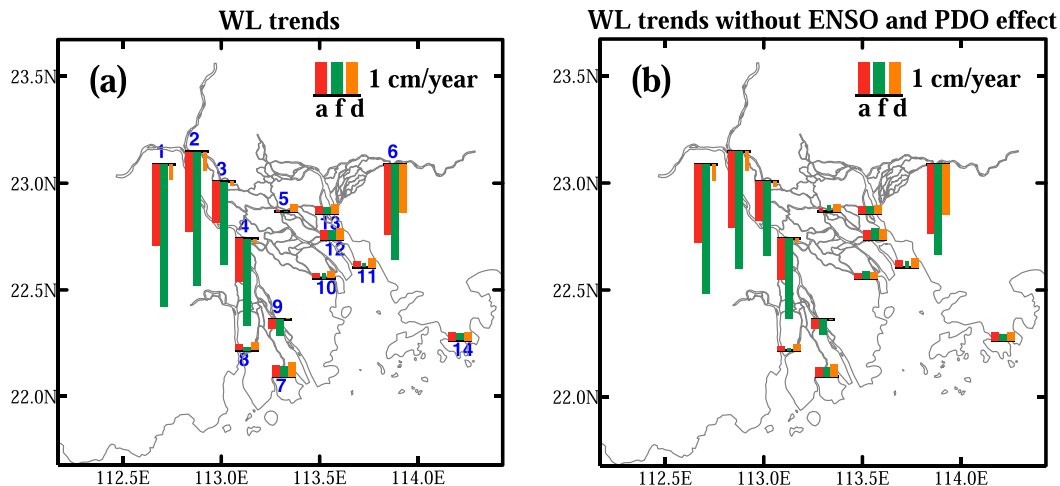 WL trends
WL trends without ENSO and PDO effect
(a)
1 cm/year
a f d
23.5N
23.0N
22.5N
22.0N
1
2
3
4
5
6
13
12
11
10
9
8
7
14
112.5E
113.0E
113.5E
114.0E
(b)
1 cm/year
a f d
23.5N
23.0N
22.5N
22.0N
112.5E
113.0E
113.5E
114.0E